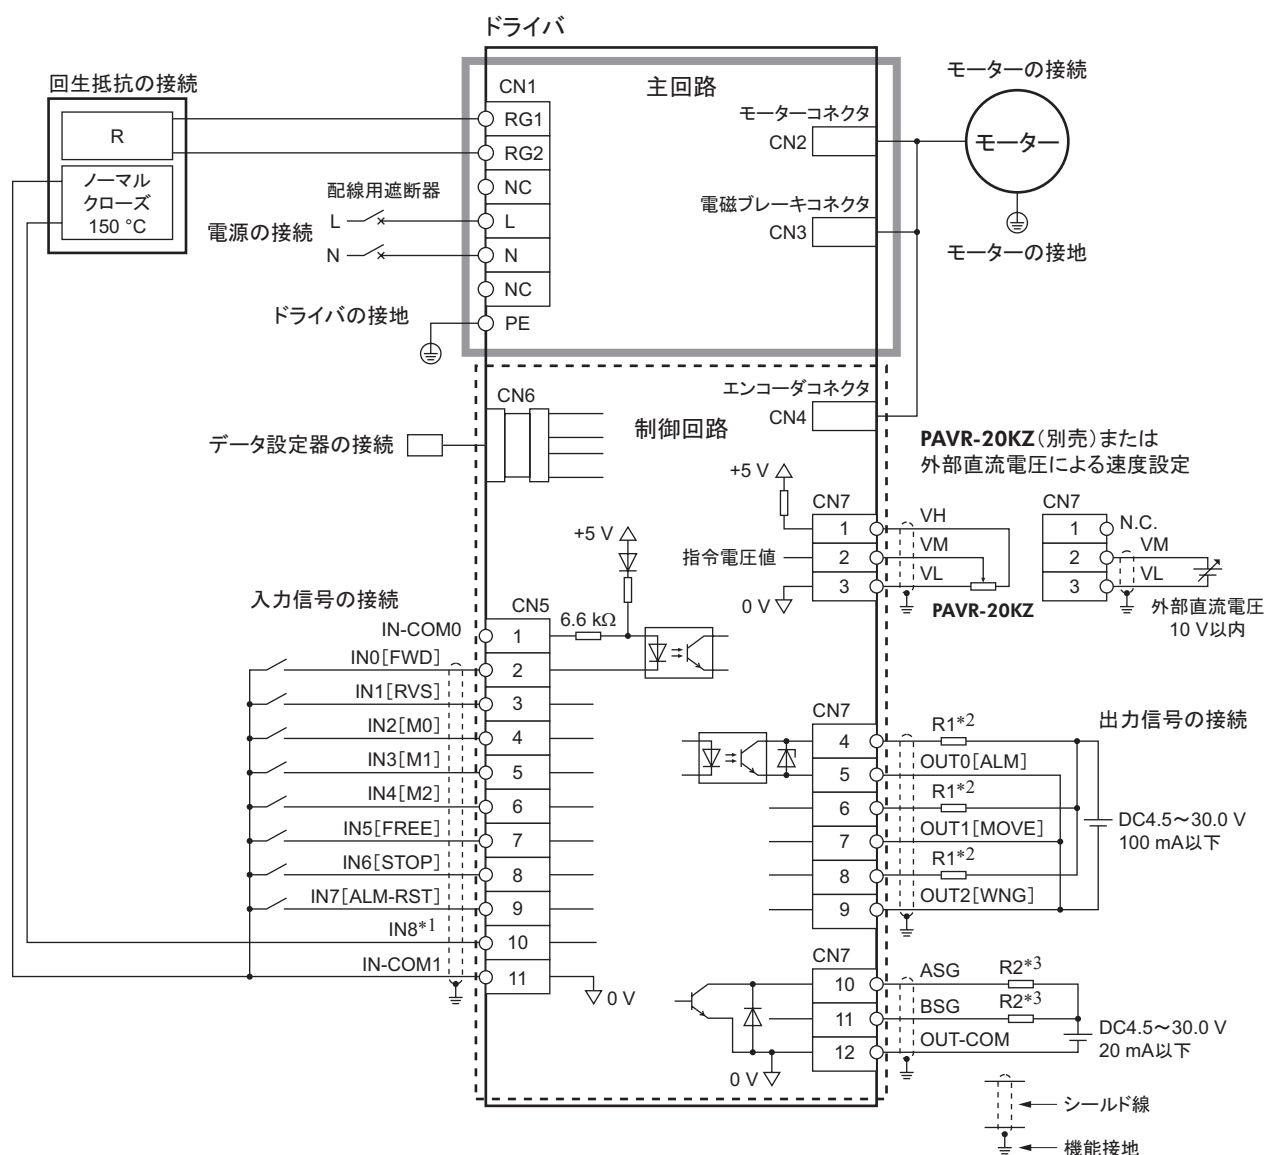 ドライバ
回生抵抗の接続
R
ノーマル
クローズ
150 °C
CN1
RG1
RG2
NC
L
N
NC
PE
配線用遮断器
電源の接続
L
N
ドライバの接地
主回路
モーターコネクタ
CN2
電磁ブレーキコネクタ
CN3
モーターの接続
モーター
モーターの接地
CN6
データ設定器の接続
制御回路
エンコーダコネクタ
CN4
PAVR-20KZ（別売）または
外部直流電圧による速度設定
+5 V
CN7
1
2
3
指令電圧値
0 V
VH
VM
VL
PAVR-20KZ
CN7
1
2
3
N.C.
VM
VL
外部直流電圧
10 V以内
+5 V
入力信号の接続
CN5
6.6 kΩ
IN-COM0
1
IN0[FWD]
2
IN1[RVS]
3
IN2[M0]
4
IN3[M1]
5
IN4[M2]
6
IN5[FREE]
7
IN6[STOP]
8
IN7[ALM-RST]
9
IN8*1
10
IN-COM1
11
0 V
CN7
出力信号の接続
4
R1*2
5
OUT0[ALM]
6
R1*2
7
OUT1[MOVE]
8
R1*2
9
OUT2[WNG]
DC4.5～30.0 V
100 mA以下
CN7
10
ASG
R2*3
11
BSG
R2*3
12
OUT-COM
DC4.5～30.0 V
20 mA以下
0 V
シールド線
機能接地